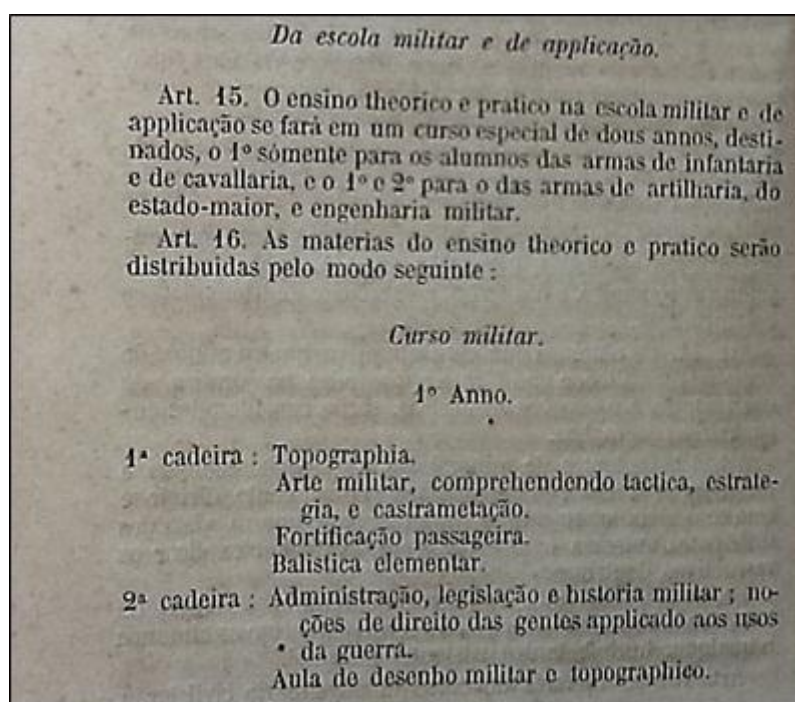 Da escola militar e de applicação.
Art. 15. O ensino theorico e pratico na escola militar e de
applicação se fará em um curso especial de dous annos, desti-
nados, o 1º sómente para os alumnos das armas de infantaria
e de cavallaria, e o 1º e 2º para o das armas de artilharia, do
estado-maior, e engenharia militar.
Art. 16. As materias do ensino theorico e pratico serão
distribuidas pelo modo seguinte :
Curso militar.
1º Anno.
1ª cadeira : Topographia.
Arte militar, comprehendendo tactica, estrate-
gia, e castrametação.
Fortificação passageira.
Balistica elementar.
2ª cadeira : Administração, legislação e historia militar ; no-
ções de direito das gentes applicado aos usos
da guerra.
Aula de desenho militar e topographico.